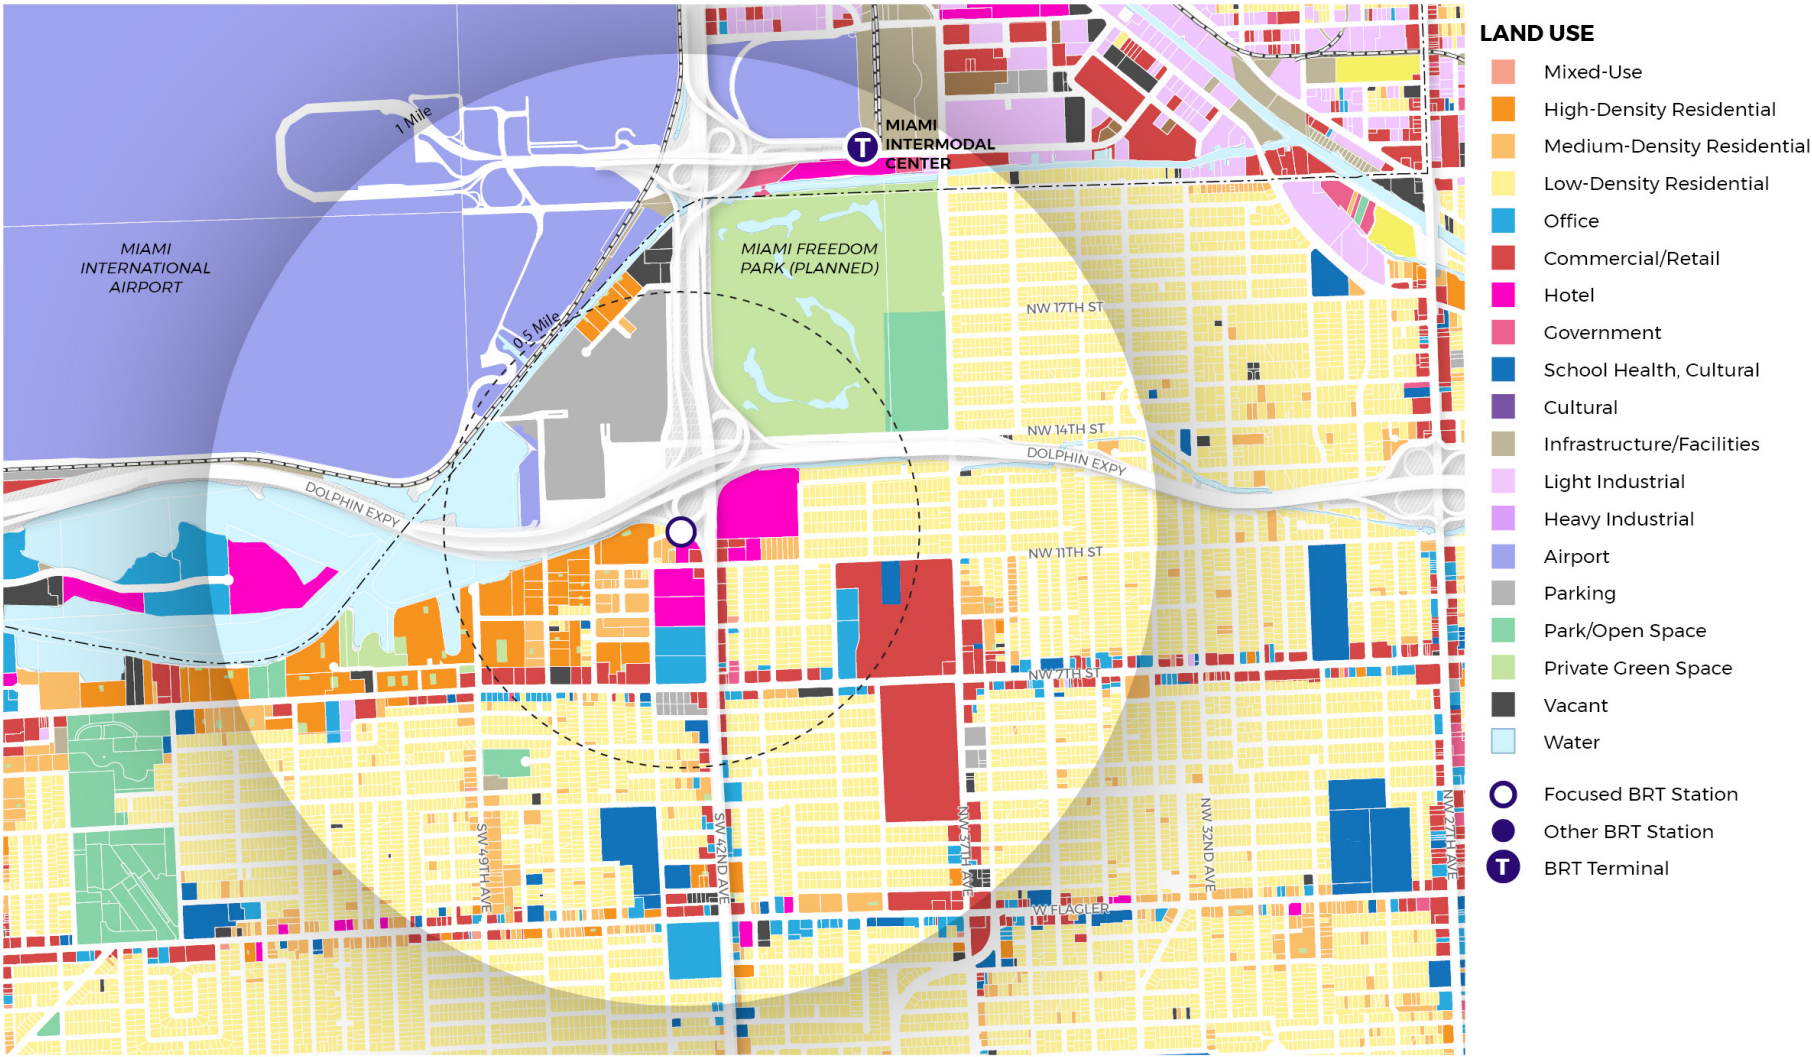 1 Mile
T
MIAMI
INTERMODAL
CENTER
MIAMI
INTERNATIONAL
AIRPORT
MIAMI FREEDOM
PARK (PLANNED)
0.5 Mile
NW 17TH ST
NW 14TH ST
DOLPHIN EXPY
DOLPHIN EXPY
NW 11TH ST
NW 7TH ST
SW 49TH AVE
SW 42ND AVE
NW 37TH AVE
NW 32ND AVE
NW 27TH AVE
W FLAGLER
LAND USE
Mixed-Use
High-Density Residential
Medium-Density Residential
Low-Density Residential
Office
Commercial/Retail
Hotel
Government
School Health, Cultural
Cultural
Infrastructure/Facilities
Light Industrial
Heavy Industrial
Airport
Parking
Park/Open Space
Private Green Space
Vacant
Water
Focused BRT Station
Other BRT Station
T
BRT Terminal